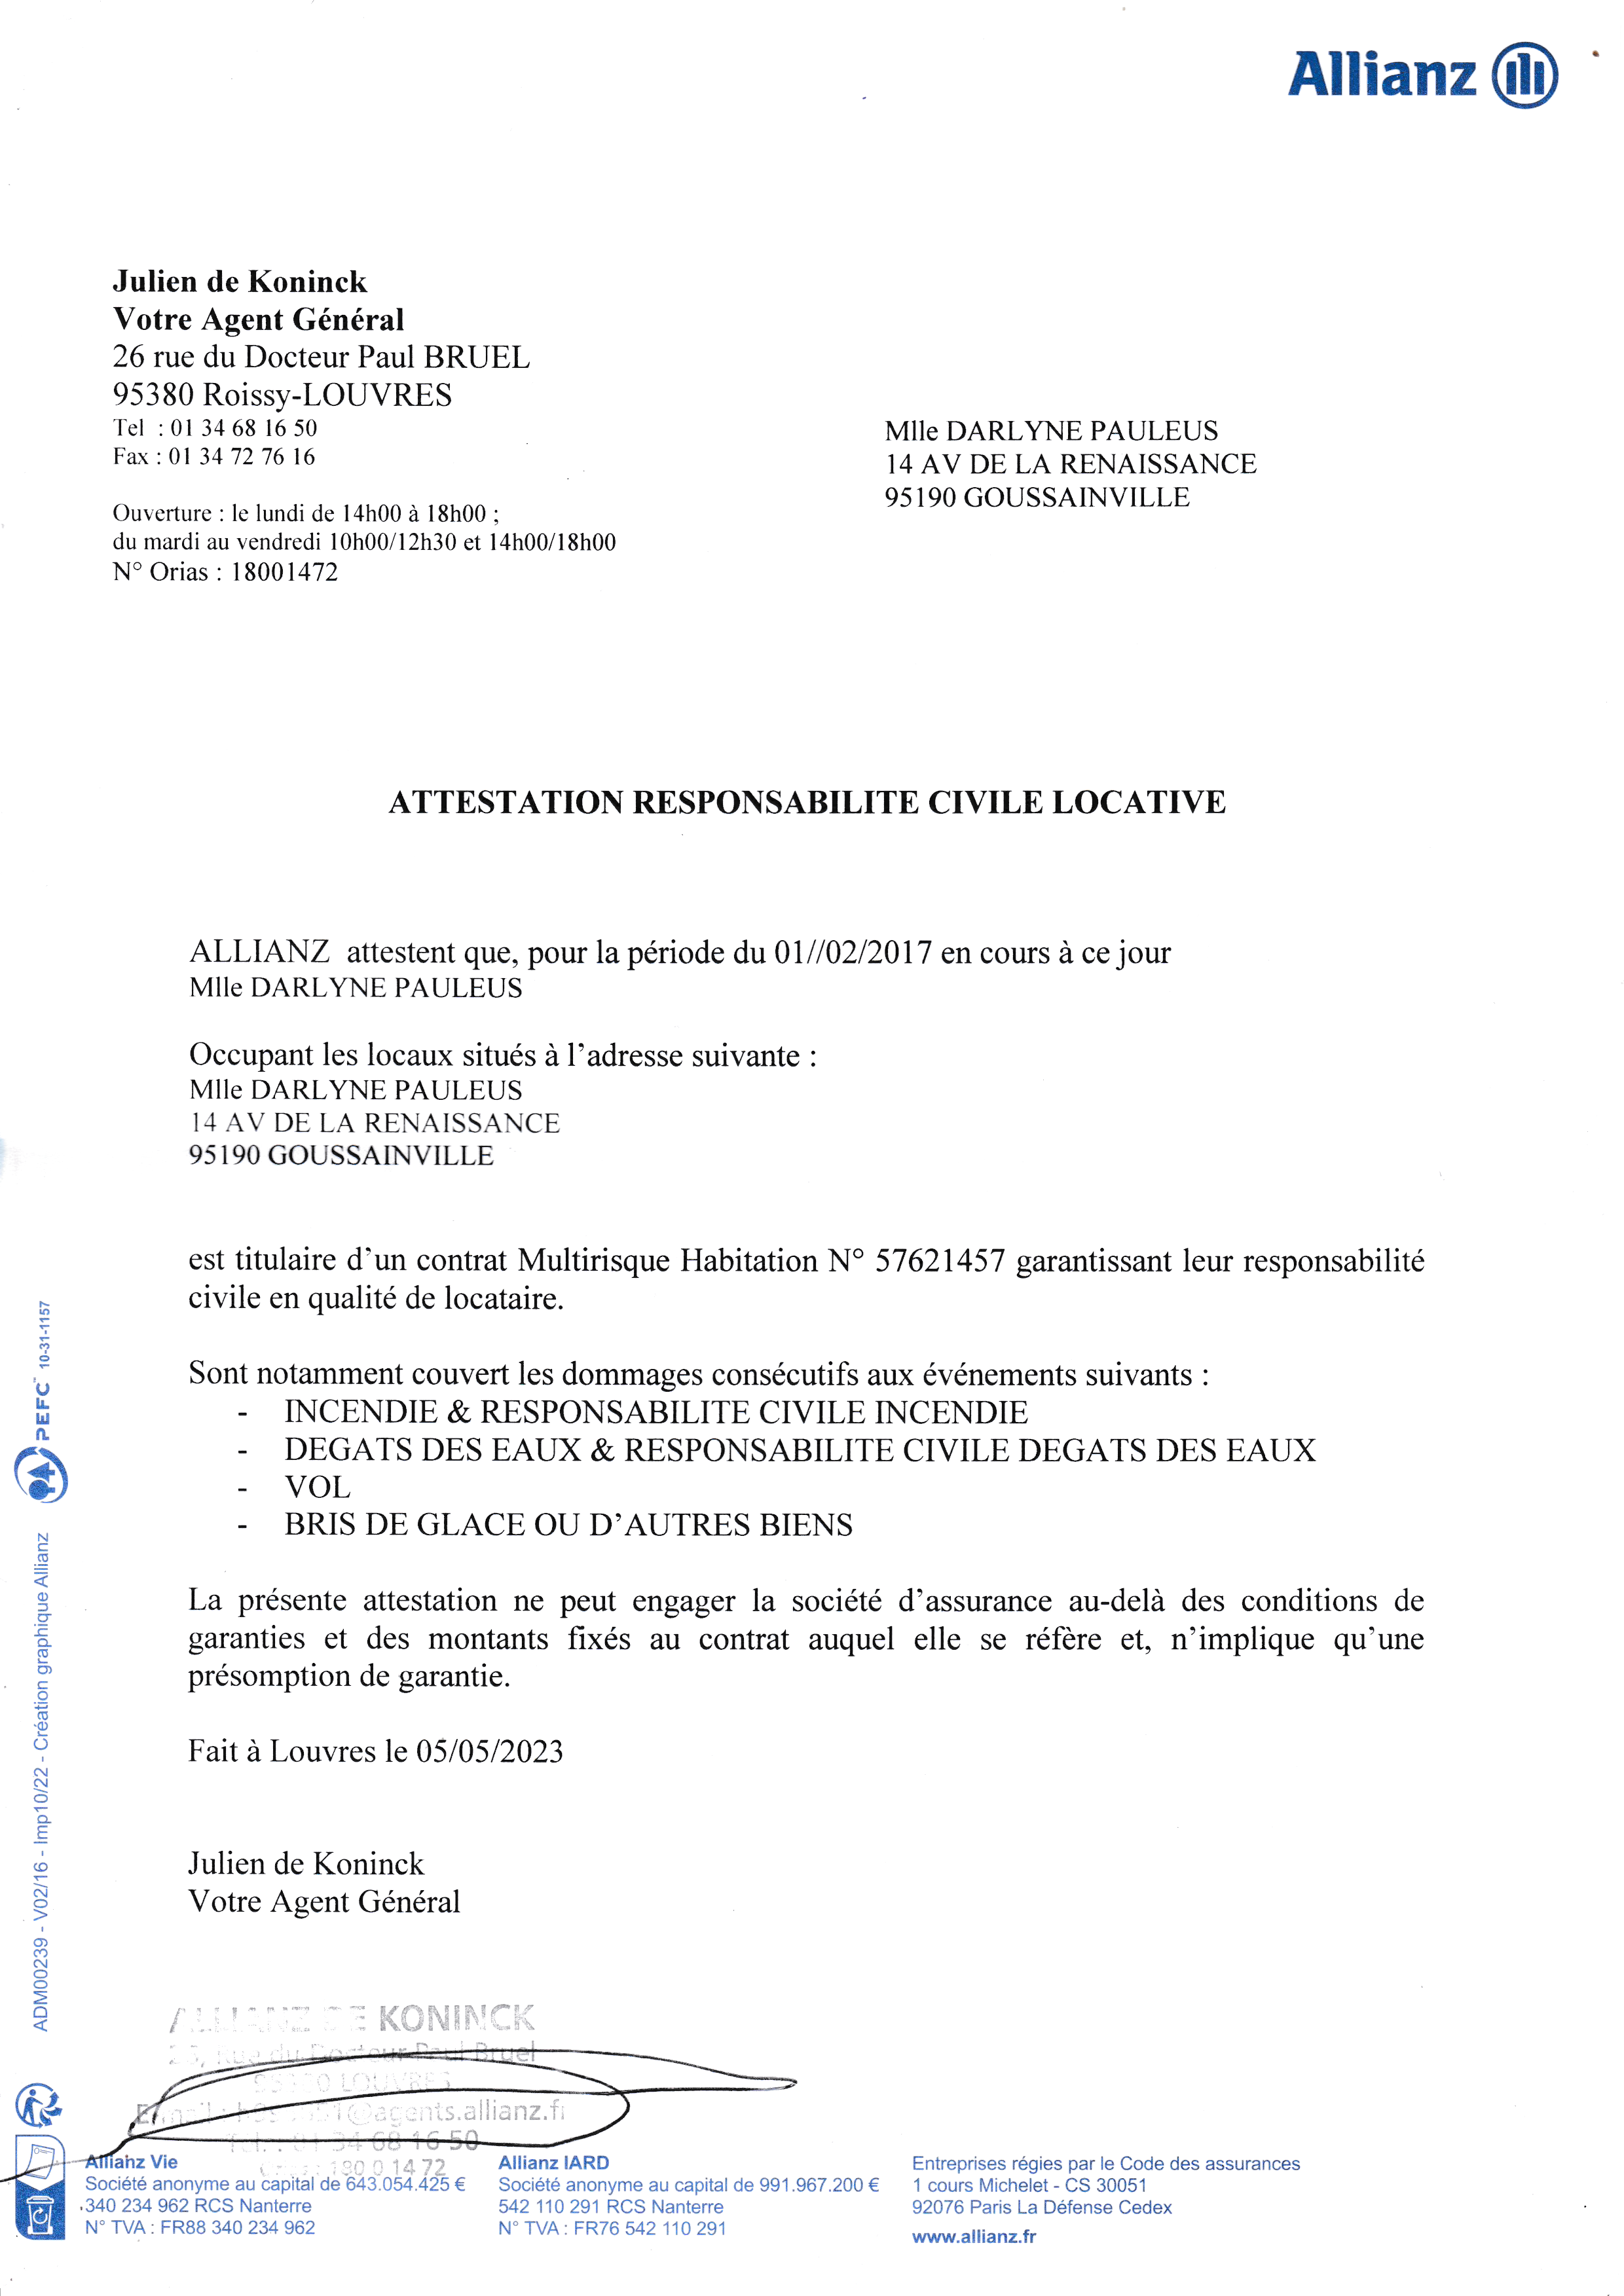 Allianz
Julien de Koninck
Votre Agent Général
26 rue du Docteur Paul BRUEL
95380 Roissy-LOUVRES
Tel : 01 34 68 16 50
Fax : 01 34 72 76 16
Ouverture : le lundi de 14h00 à 18h00 ;
du mardi au vendredi 10h00/12h30 et 14h00/18h00
N° Orias : 18001472
Mlle DARLYNE PAULEUS
14 AV DE LA RENAISSANCE
95190 GOUSSAINVILLE
ATTESTATION RESPONSABILITE CIVILE LOCATIVE
ALLIANZ attestent que, pour la période du 01//02/2017 en cours à ce jour
Mlle DARLYNE PAULEUS
Occupant les locaux situés à l'adresse suivante :
Mlle DARLYNE PAULEUS
14 AV DE LA RENAISSANCE
95190 GOUSSAINVILLE
est titulaire d'un contrat Multirisque Habitation N° 57621457 garantissant leur responsabilité
civile en qualité de locataire.
Sont notamment couvert les dommages consécutifs aux événements suivants :
- INCENDIE & RESPONSABILITE CIVILE INCENDIE
- DEGATS DES EAUX & RESPONSABILITE CIVILE DEGATS DES EAUX
- VOL
- BRIS DE GLACE OU D'AUTRES BIENS
La présente attestation ne peut engager la société d'assurance au-delà des conditions de
garanties et des montants fixés au contrat auquel elle se réfère et, n'implique qu'une
présomption de garantie.
Fait à Louvres le 05/05/2023
Julien de Koninck
Votre Agent Général
ALLIANZ DE KONINCK
26, Rue du Docteur Paul Bruel
95380 LOUVRES
@agents.allianz.fr
Tel. : 01 34 68 16 50
180 0 14 72
Allianz Vie
Société anonyme au capital de 643.054.425 €
340 234 962 RCS Nanterre
N° TVA : FR88 340 234 962
Allianz IARD
Société anonyme au capital de 991.967.200 €
542 110 291 RCS Nanterre
N° TVA : FR76 542 110 291
Entreprises régies par le Code des assurances
1 cours Michelet - CS 30051
92076 Paris La Défense Cedex
www.allianz.fr
ADM00239 - V02/16 - Imp10/22 - Création graphique Allianz
PEFC™ 10-31-1157